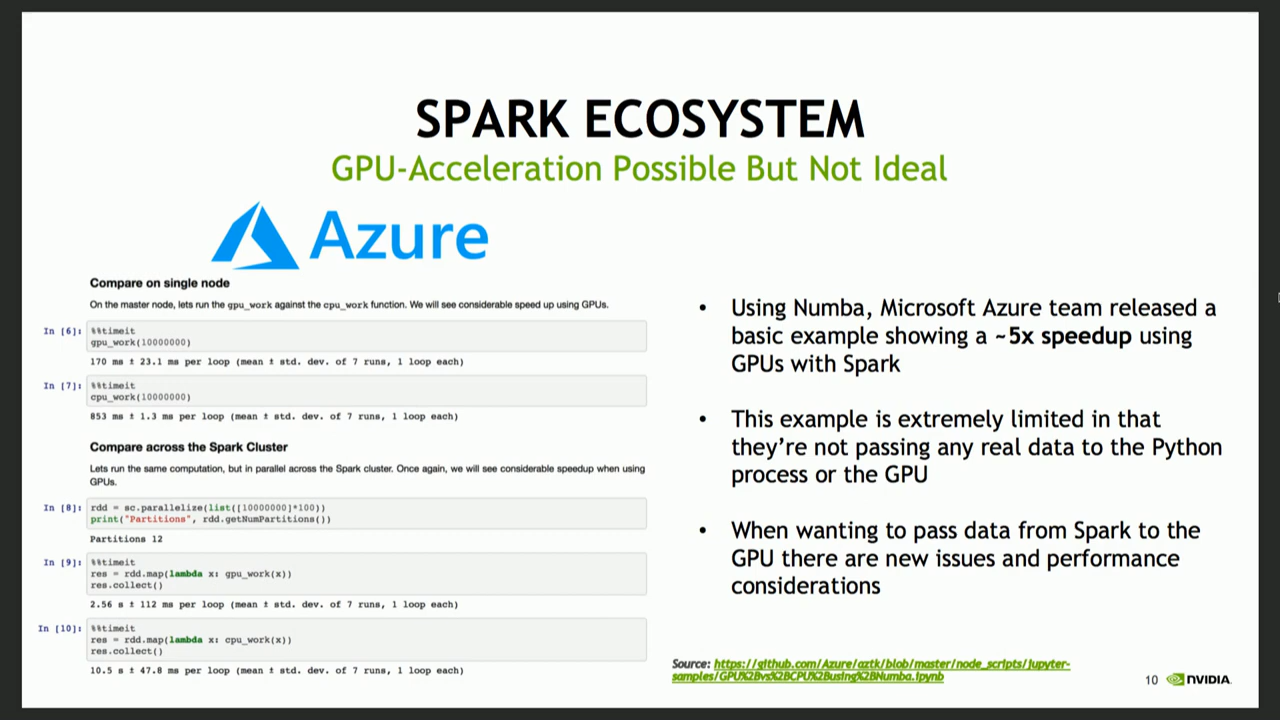 SPARK ECOSYSTEM
GPU-Acceleration Possible But Not Ideal
Azure
Compare on single node
On the master node, lets run the gpu_work against the cpu_work function. We will see considerable speed up using GPUs.
In [6]: %%timeit
gpu_work(10000000)
170 ms ± 23.1 ms per loop (mean ± std. dev. of 7 runs, 1 loop each)
In [7]: %%timeit
cpu_work(10000000)
853 ms ± 1.3 ms per loop (mean ± std. dev. of 7 runs, 1 loop each)
Compare across the Spark Cluster
Lets run the same computation, but in parallel across the Spark cluster. Once again, we will see considerable speedup when using
GPUs.
In [8]: rdd = sc.parallelize(list([10000000]*100))
print("Partitions", rdd.getNumPartitions())
Partitions 12
In [9]: %%timeit
res = rdd.map(lambda x: gpu_work(x))
res.collect()
2.56 s ± 112 ms per loop (mean ± std. dev. of 7 runs, 1 loop each)
In [10]: %%timeit
res = rdd.map(lambda x: cpu_work(x))
res.collect()
10.5 s ± 47.8 ms per loop (mean ± std. dev. of 7 runs, 1 loop each)
• Using Numba, Microsoft Azure team released a
basic example showing a ~5x speedup using
GPUs with Spark
• This example is extremely limited in that
they're not passing any real data to the Python
process or the GPU
• When wanting to pass data from Spark to the
GPU there are new issues and performance
considerations
Source: https://github.com/Azure/aztk/blob/master/node_scripts/jupyter-
samples/GPU%2Bvs%2BCPU%2Busing%2BNumba.ipynb
10 NVIDIA.